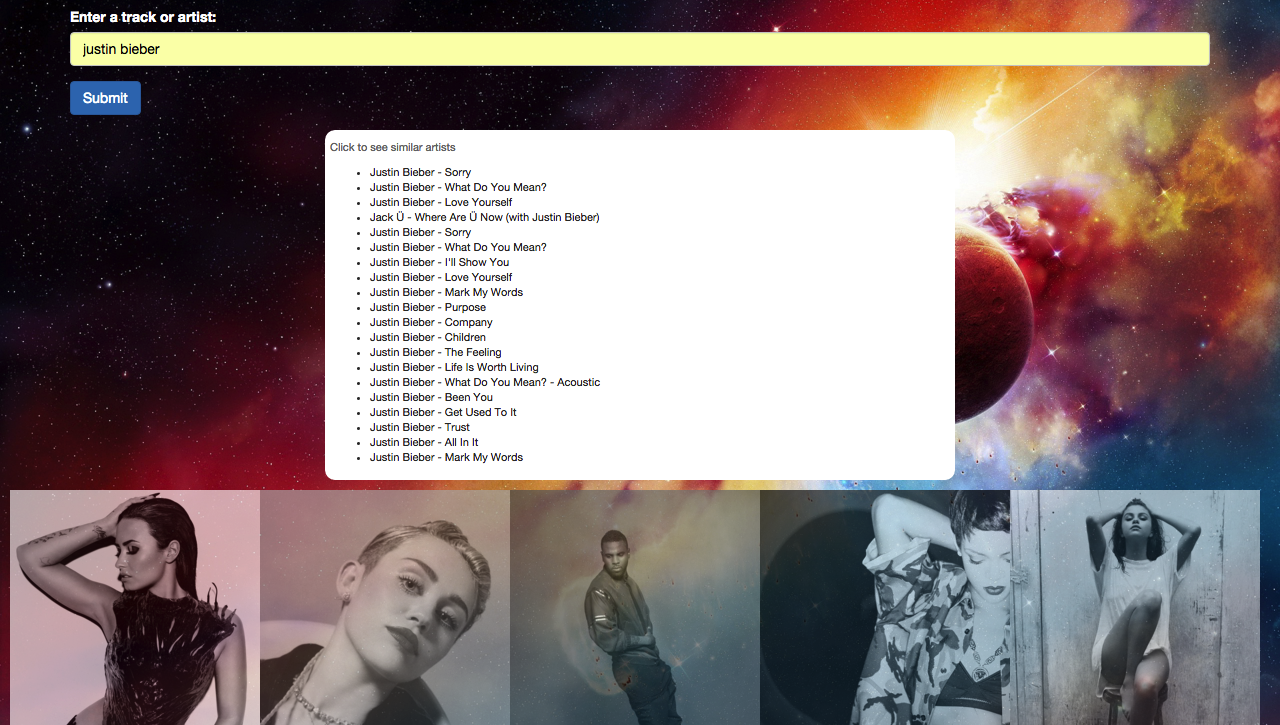 Enter a track or artist:
justin bieber
Submit
Click to see similar artists
Justin Bieber - Sorry
Justin Bieber - What Do You Mean?
Justin Bieber - Love Yourself
Jack Ü - Where Are Ü Now (with Justin Bieber)
Justin Bieber - Sorry
Justin Bieber - What Do You Mean?
Justin Bieber - I'll Show You
Justin Bieber - Love Yourself
Justin Bieber - Mark My Words
Justin Bieber - Purpose
Justin Bieber - Company
Justin Bieber - Children
Justin Bieber - The Feeling
Justin Bieber - Life Is Worth Living
Justin Bieber - What Do You Mean? - Acoustic
Justin Bieber - Been You
Justin Bieber - Get Used To It
Justin Bieber - Trust
Justin Bieber - All In It
Justin Bieber - Mark My Words